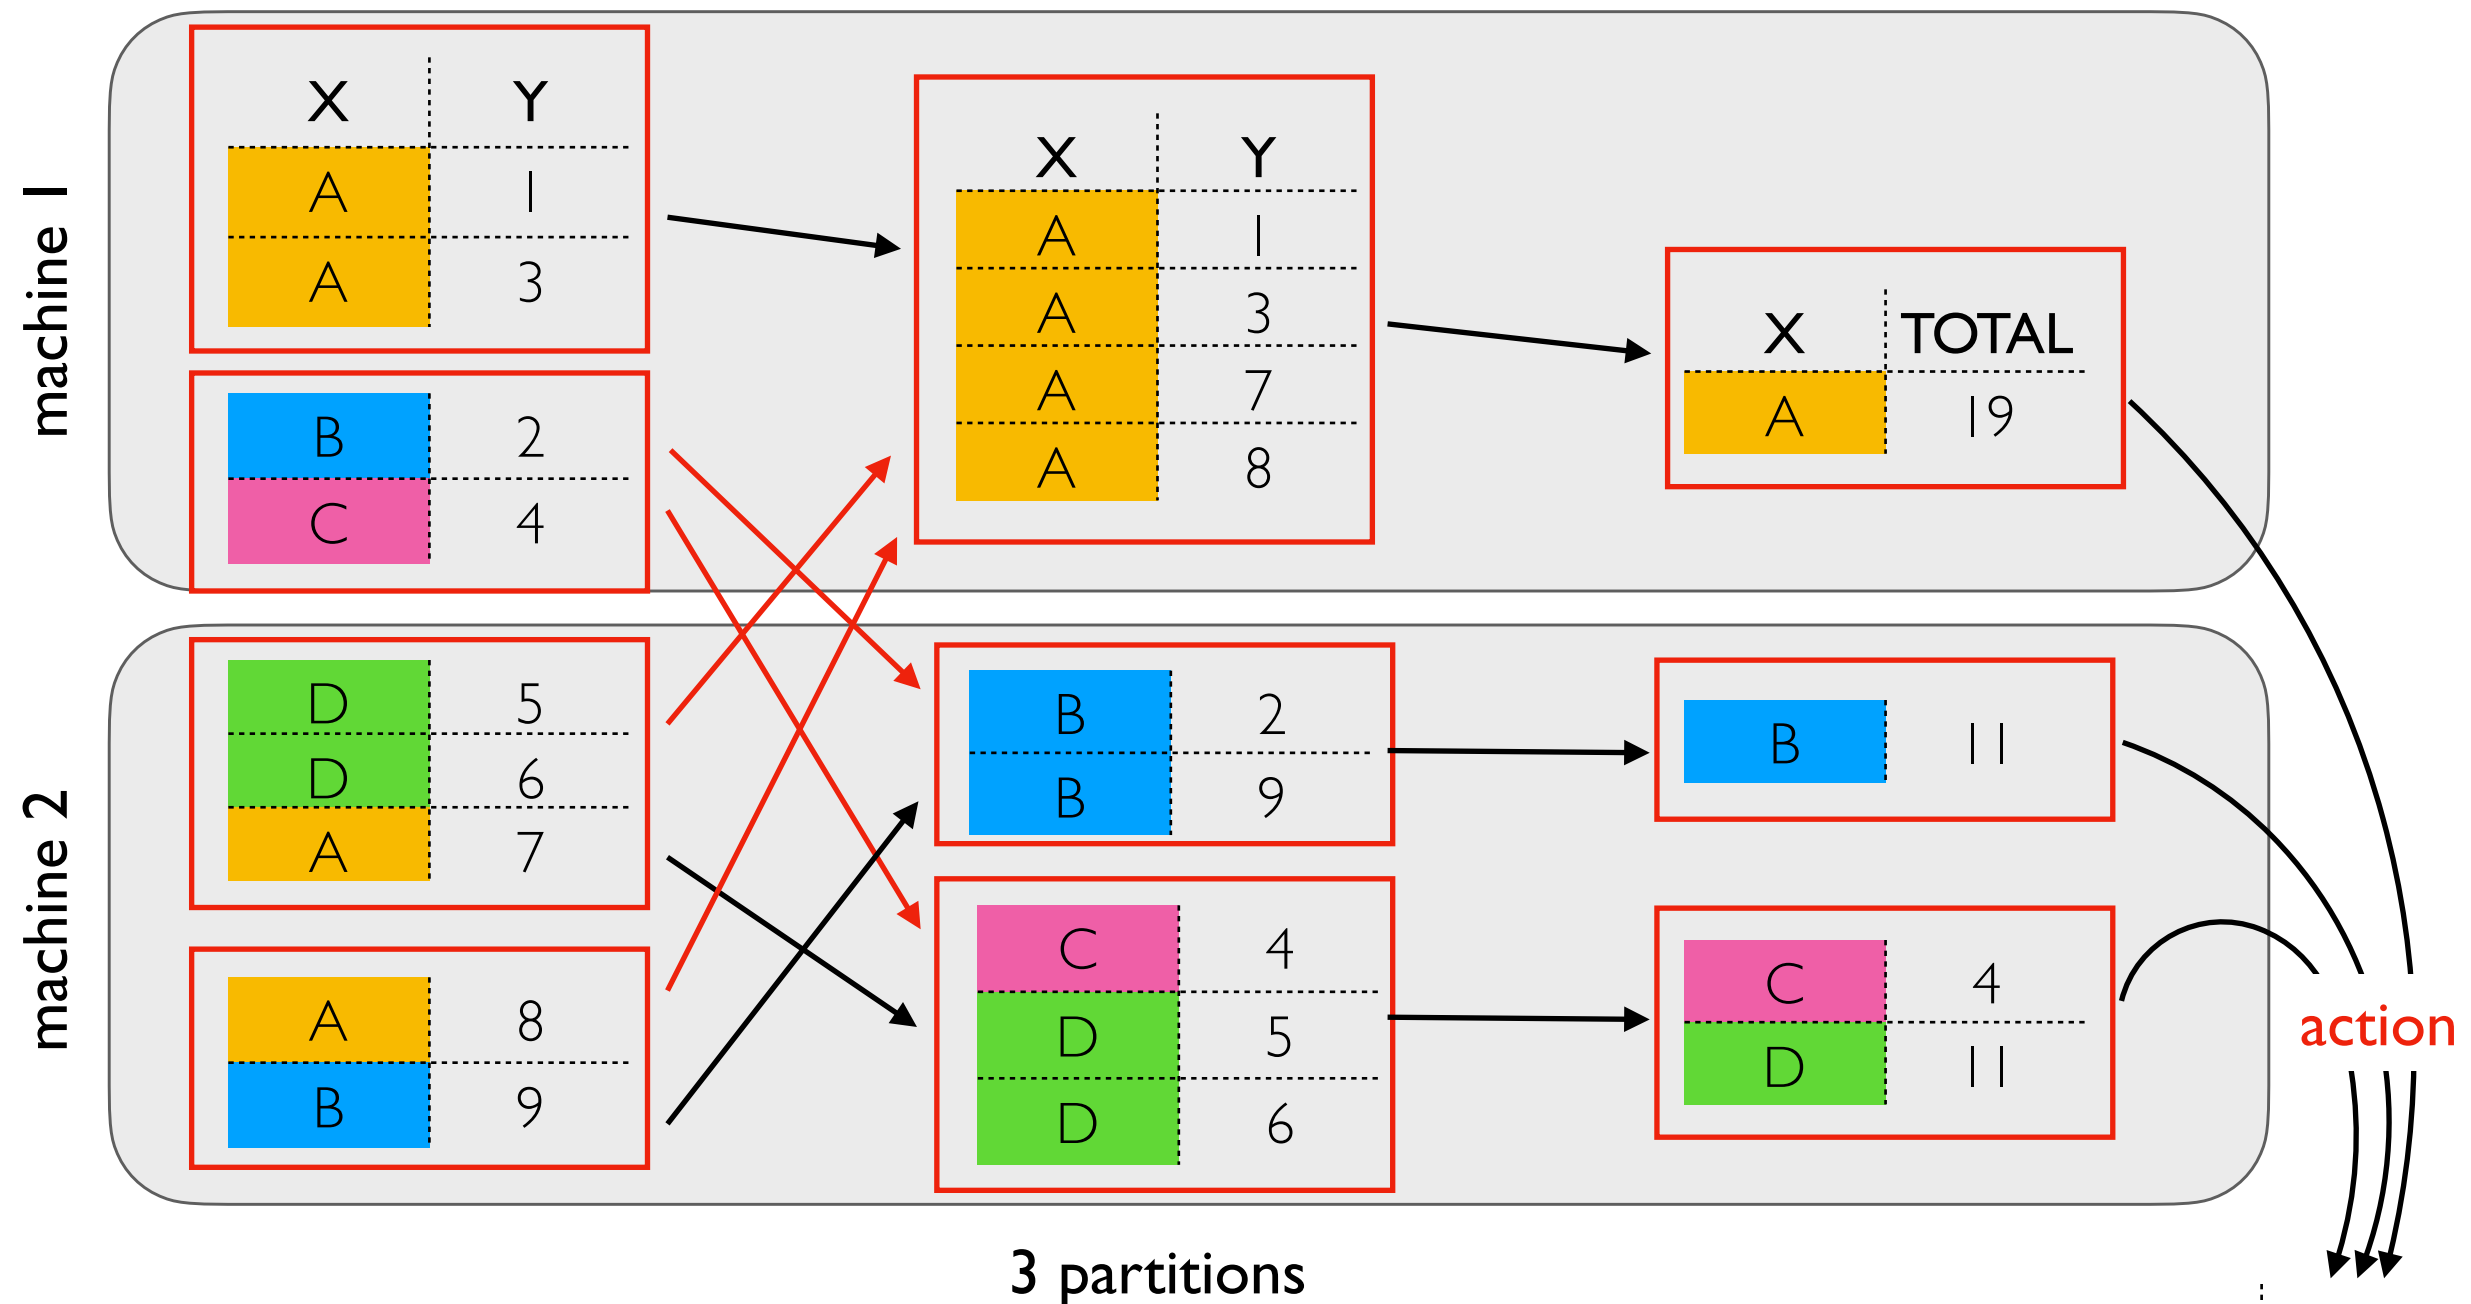 machine 1
X Y
A 1
A 3
B 2
C 4
X Y
A 1
A 3
A 7
A 8
X TOTAL
A 19
machine 2
D 5
D 6
A 7
A 8
B 9
B 2
B 9
C 4
D 5
D 6
B 11
C 4
D 11
action
3 partitions